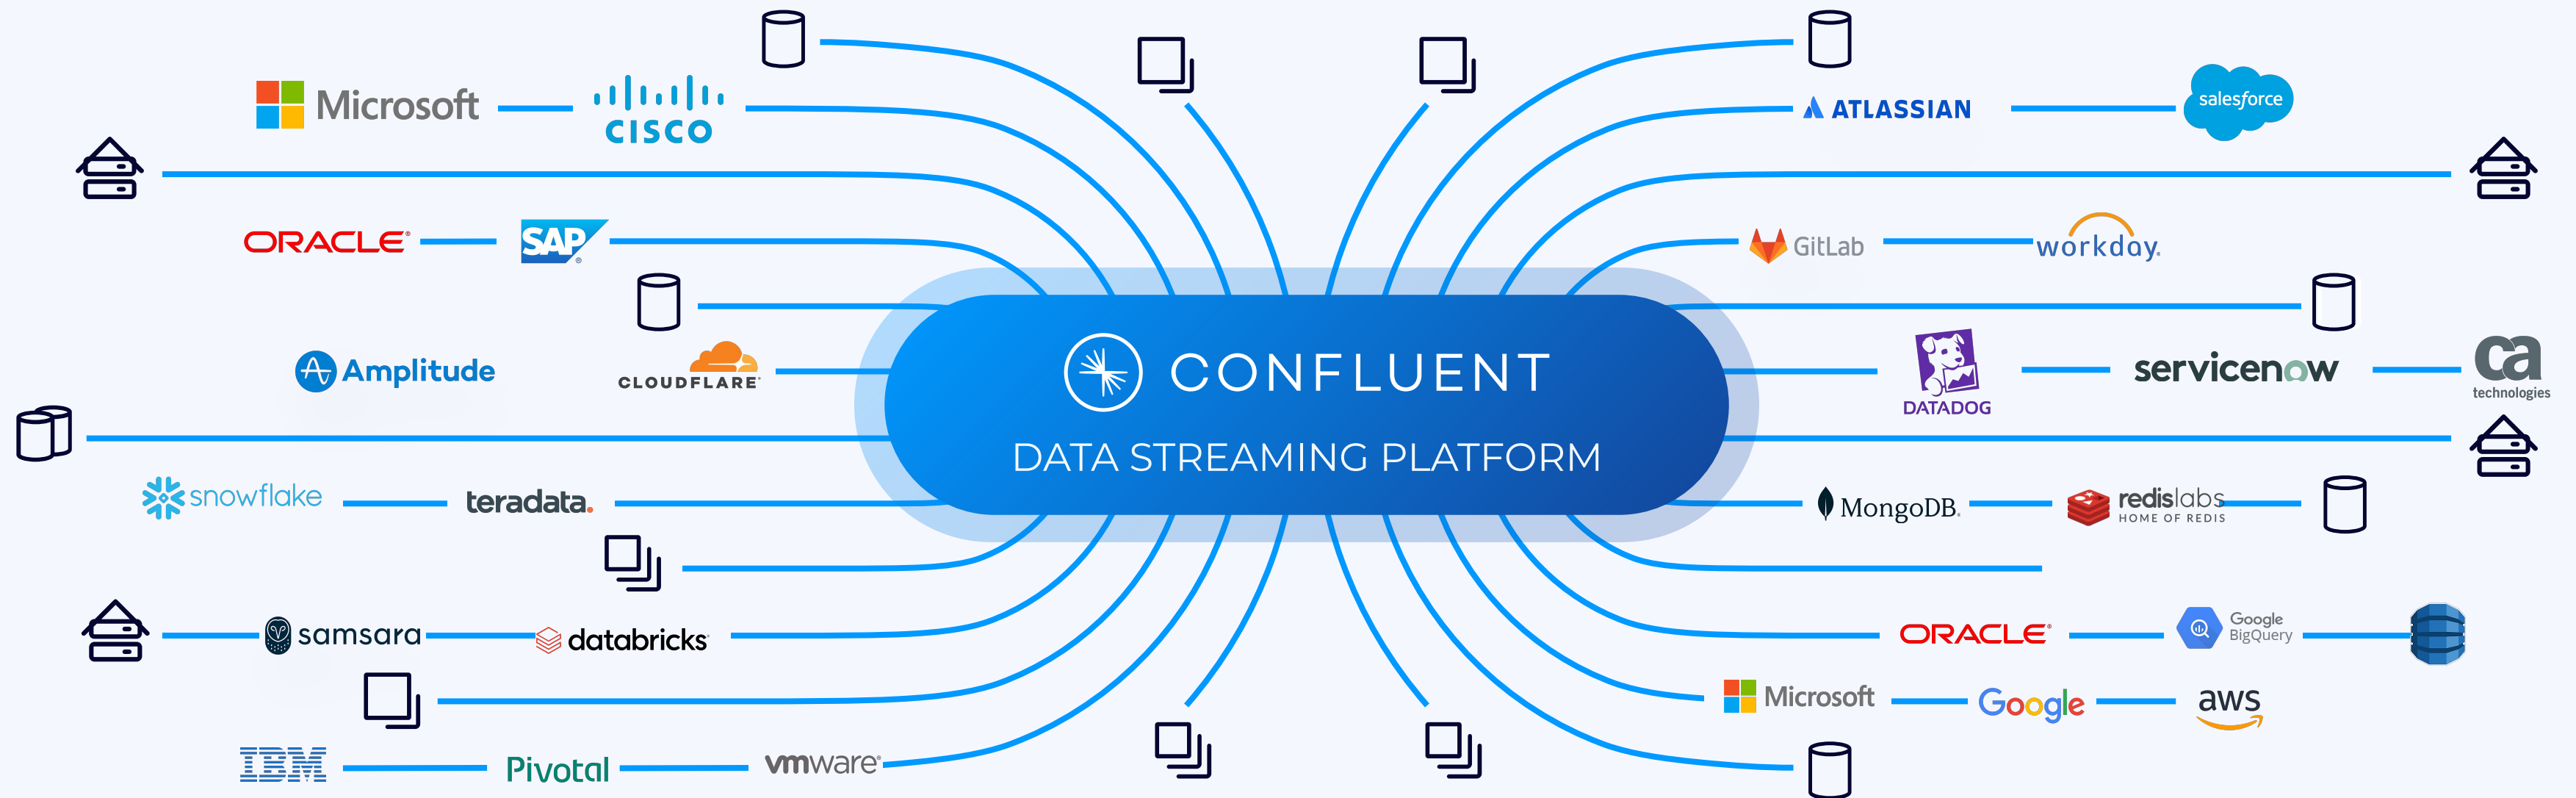 Microsoft
CISCO
ATLASSIAN
salesforce
ORACLE®
SAP®
GitLab
workday®
Amplitude
CLOUDFLARE®
CONFLUENT
DATA STREAMING PLATFORM
DATADOG
servicenow
ca
technologies
snowflake
teradata.
MongoDB®
redislabs
HOME OF REDIS
samsara
databricks
ORACLE®
Google
BigQuery
Microsoft
Google
aws
IBM
Pivotal
vmware®